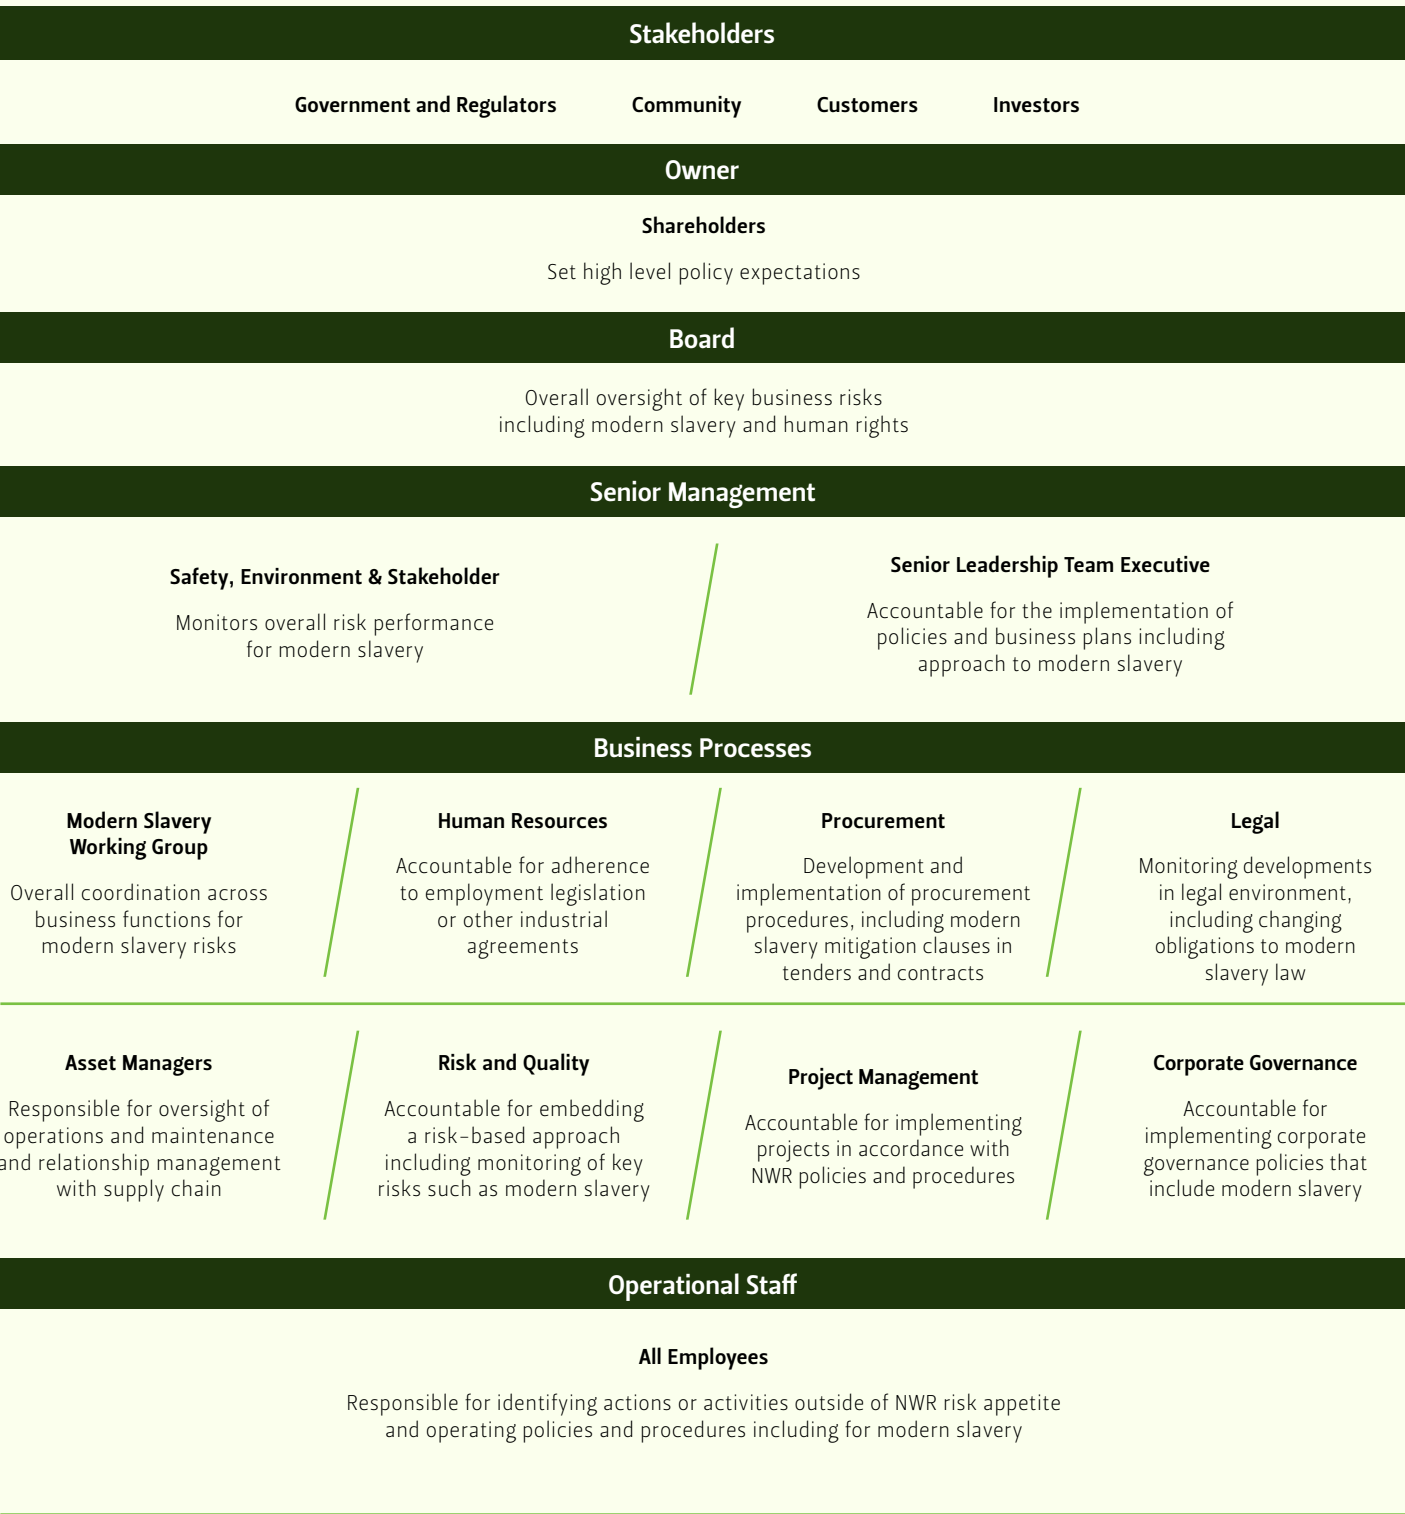 Stakeholders
Government and Regulators Community Customers Investors
Owner
Shareholders
Set high level policy expectations
Board
Overall oversight of key business risks
including modern slavery and human rights
Senior Management
Safety, Environment & Stakeholder
Monitors overall risk performance
for modern slavery
Senior Leadership Team Executive
Accountable for the implementation of
policies and business plans including
approach to modern slavery
Business Processes
Modern Slavery
Working Group
Overall coordination across
business functions for
modern slavery risks
Human Resources
Accountable for adherence
to employment legislation
or other industrial
agreements
Procurement
Development and
implementation of procurement
procedures, including modern
slavery mitigation clauses in
tenders and contracts
Legal
Monitoring developments
in legal environment,
including changing
obligations to modern
slavery law
Asset Managers
Responsible for oversight of
operations and maintenance
and relationship management
with supply chain
Risk and Quality
Accountable for embedding
a risk-based approach
including monitoring of key
risks such as modern slavery
Project Management
Accountable for implementing
projects in accordance with
NWR policies and procedures
Corporate Governance
Accountable for
implementing corporate
governance policies that
include modern slavery
Operational Staff
All Employees
Responsible for identifying actions or activities outside of NWR risk appetite
and operating policies and procedures including for modern slavery